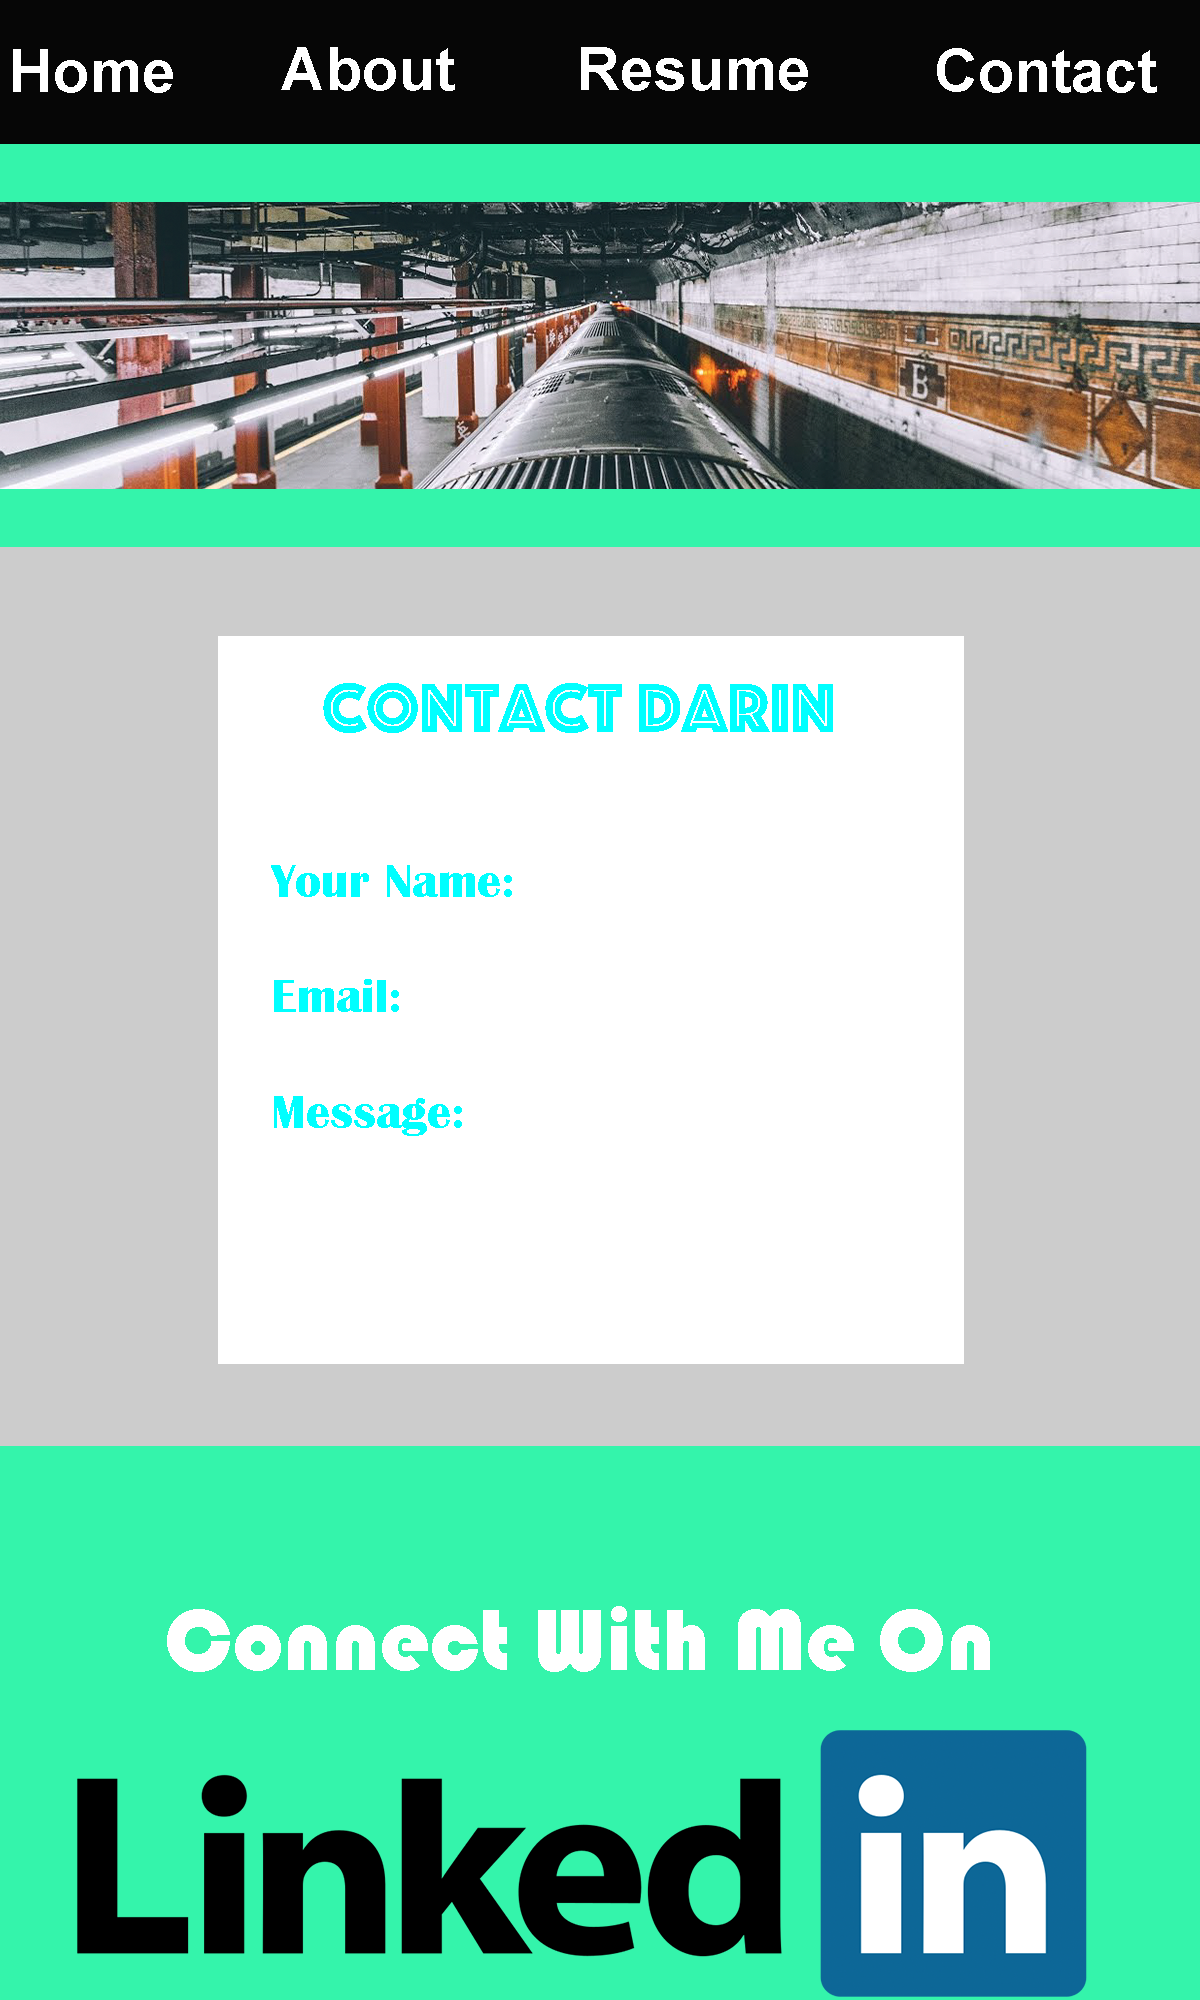 Home About Resume Contact
B
CONTACT DARIN
Your Name:
Email:
Message:
Connect With Me On
Linked in